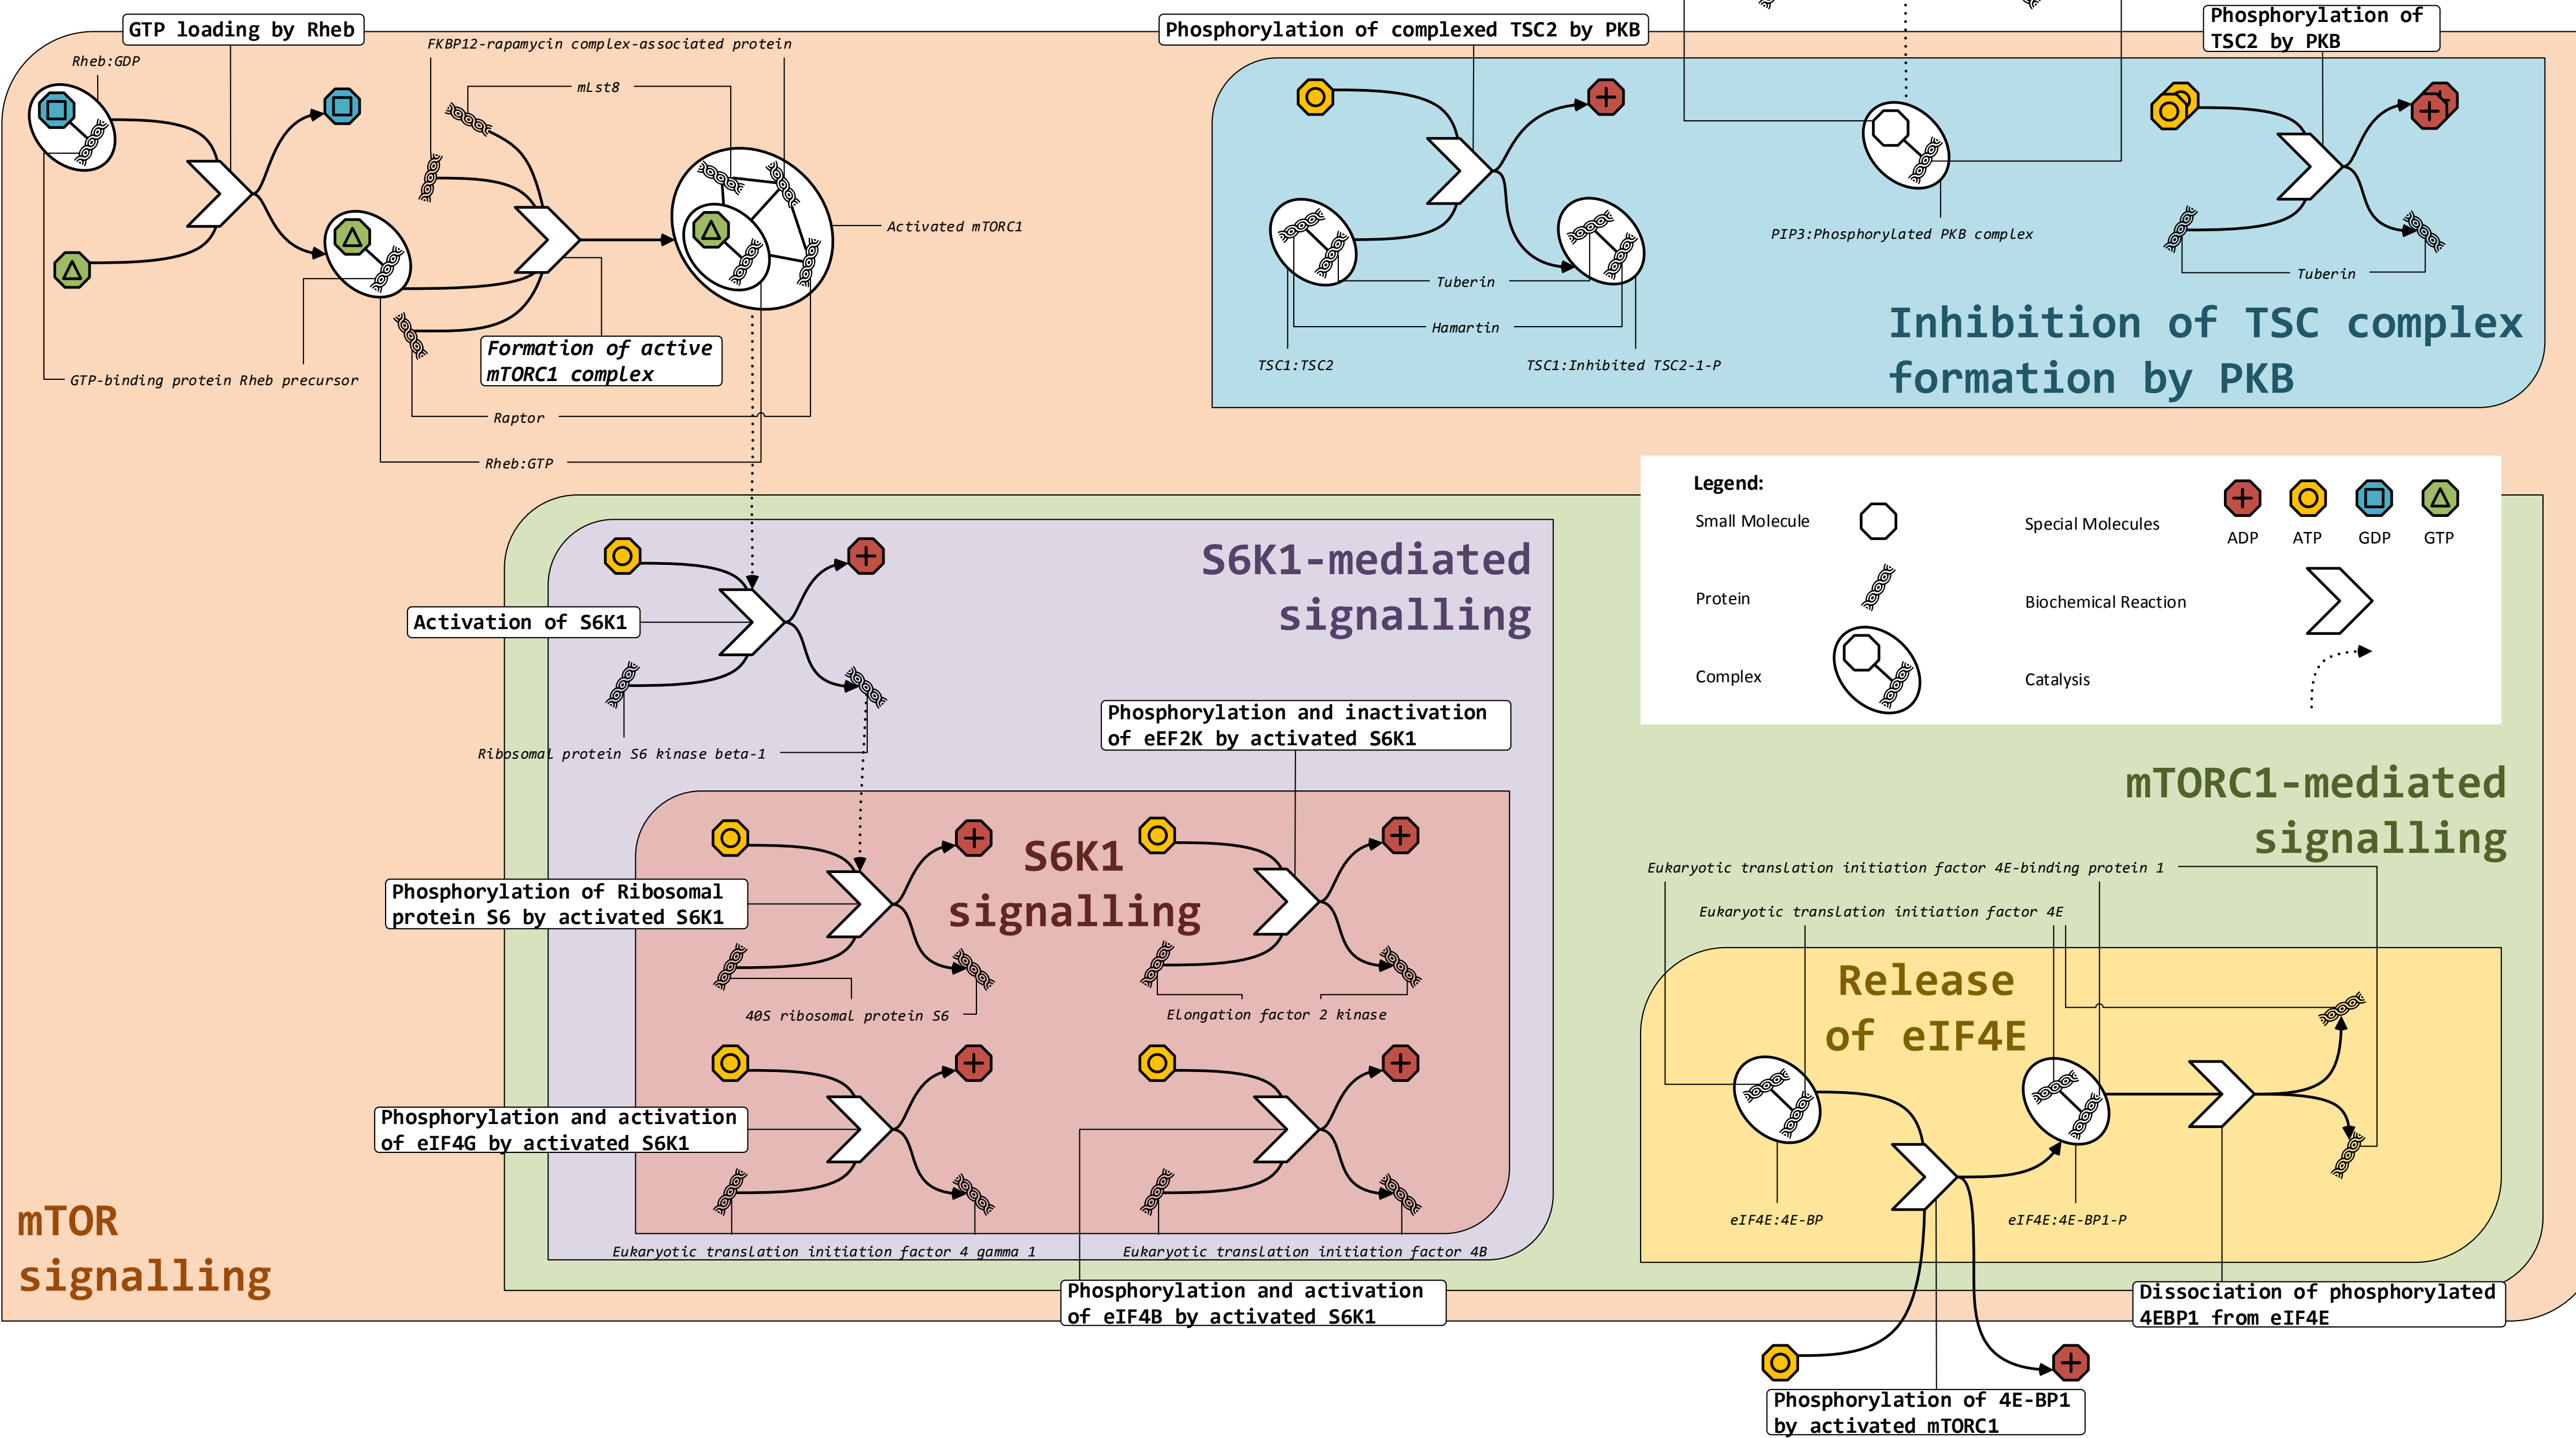 GTP loading by Rheb
Phosphorylation of complexed TSC2 by PKB
Phosphorylation of
TSC2 by PKB
FKBP12-rapamycin complex-associated protein
Rheb:GDP
mLst8
Activated mTORC1
PIP3:Phosphorylated PKB complex
Tuberin
Tuberin
Hamartin
TSC1:TSC2
TSC1:Inhibited TSC2-1-P
Inhibition of TSC complex
formation by PKB
Formation of active
mTORC1 complex
GTP-binding protein Rheb precursor
Raptor
Rheb:GTP
Legend:
Small Molecule
Special Molecules
ADP
ATP
GDP
GTP
Protein
Biochemical Reaction
Complex
Catalysis
S6K1-mediated
signalling
Activation of S6K1
Ribosomal protein S6 kinase beta-1
Phosphorylation and inactivation
of eEF2K by activated S6K1
mTORC1-mediated
signalling
S6K1
signalling
Phosphorylation of Ribosomal
protein S6 by activated S6K1
40S ribosomal protein S6
Elongation factor 2 kinase
Eukaryotic translation initiation factor 4E-binding protein 1
Eukaryotic translation initiation factor 4E
Release
of eIF4E
Phosphorylation and activation
of eIF4G by activated S6K1
eIF4E:4E-BP
eIF4E:4E-BP1-P
mTOR
signalling
Eukaryotic translation initiation factor 4 gamma 1
Eukaryotic translation initiation factor 4B
Phosphorylation and activation
of eIF4B by activated S6K1
Dissociation of phosphorylated
4EBP1 from eIF4E
Phosphorylation of 4E-BP1
by activated mTORC1